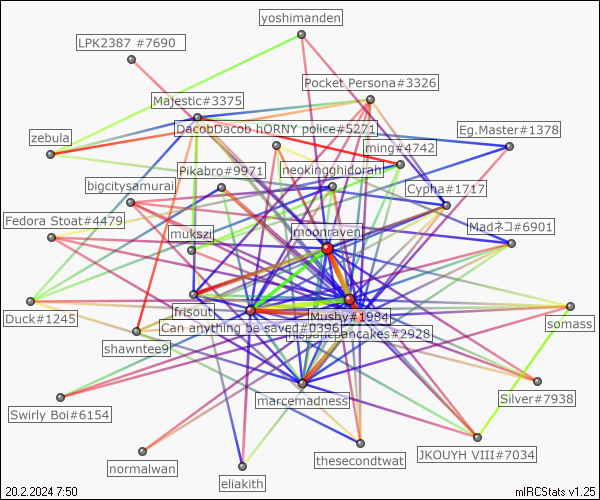 yoshimanden
LPK2387 #7690
Pocket Persona#3326
Majestic#3375
DacobDacob hORNY police#5271
Eg.Master#1378
zebula
ming#4742
Pikabro#9971
neokingghidorah
bigcitysamurai
Cypha#1717
Fedora Stoat#4479
mukszi
moonraven
Madネコ#6901
Duck#1245
frisout
Mushy#1984
somass
Can anything be saved#0396
hispanicpancakes#2928
shawntee9
Swirly Boi#6154
marcemadness
Silver#7938
normalwan
thesecondtwat
JKOUYH VIII#7034
eliakith
20.2.2024 7:50
mIRCStats v1.25